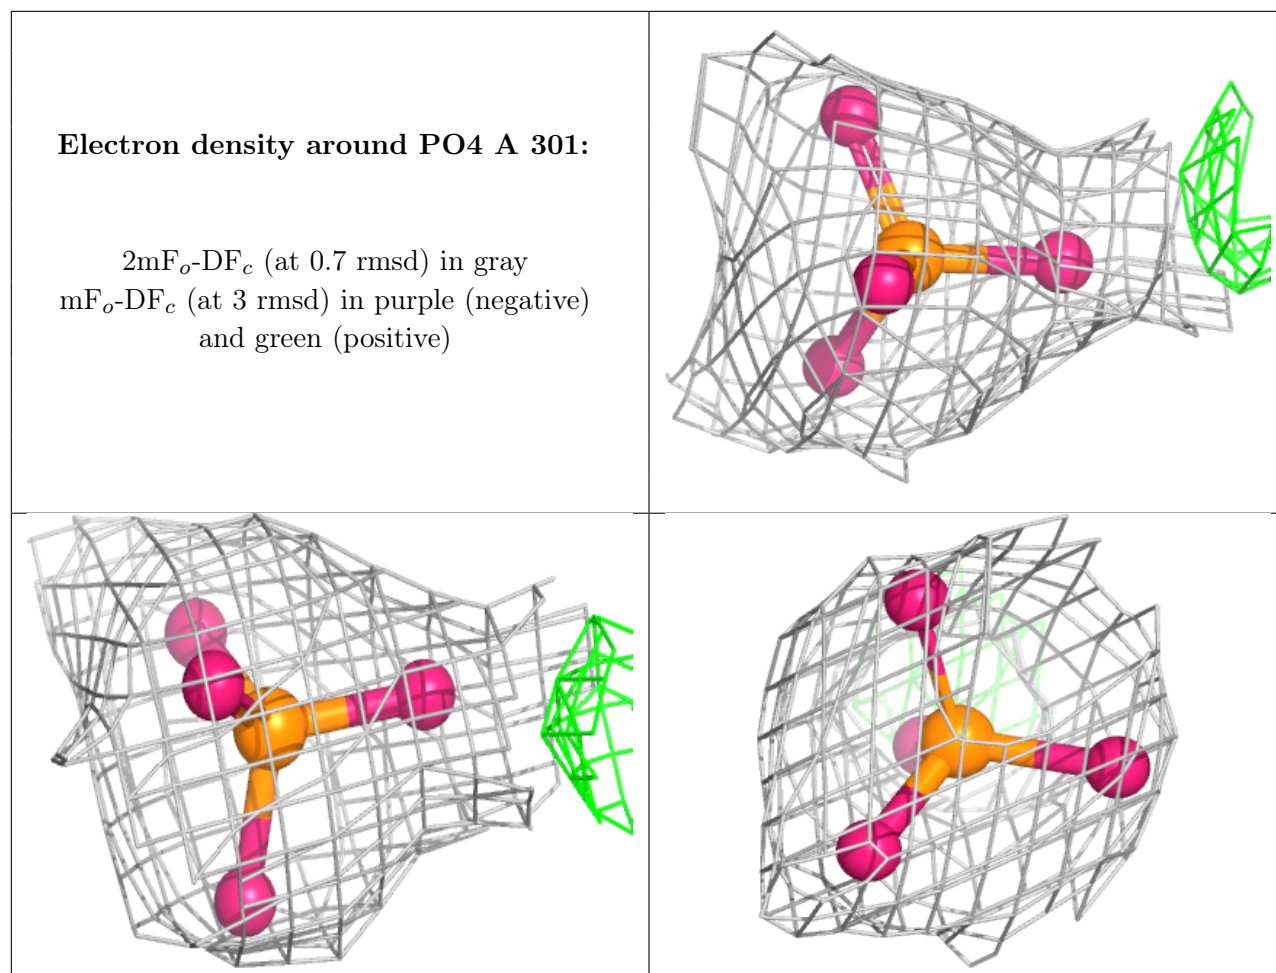 Electron density around PO4 A 301:
2mFo-DFc (at 0.7 rmsd) in gray
mFo-DFc (at 3 rmsd) in purple (negative)
and green (positive)